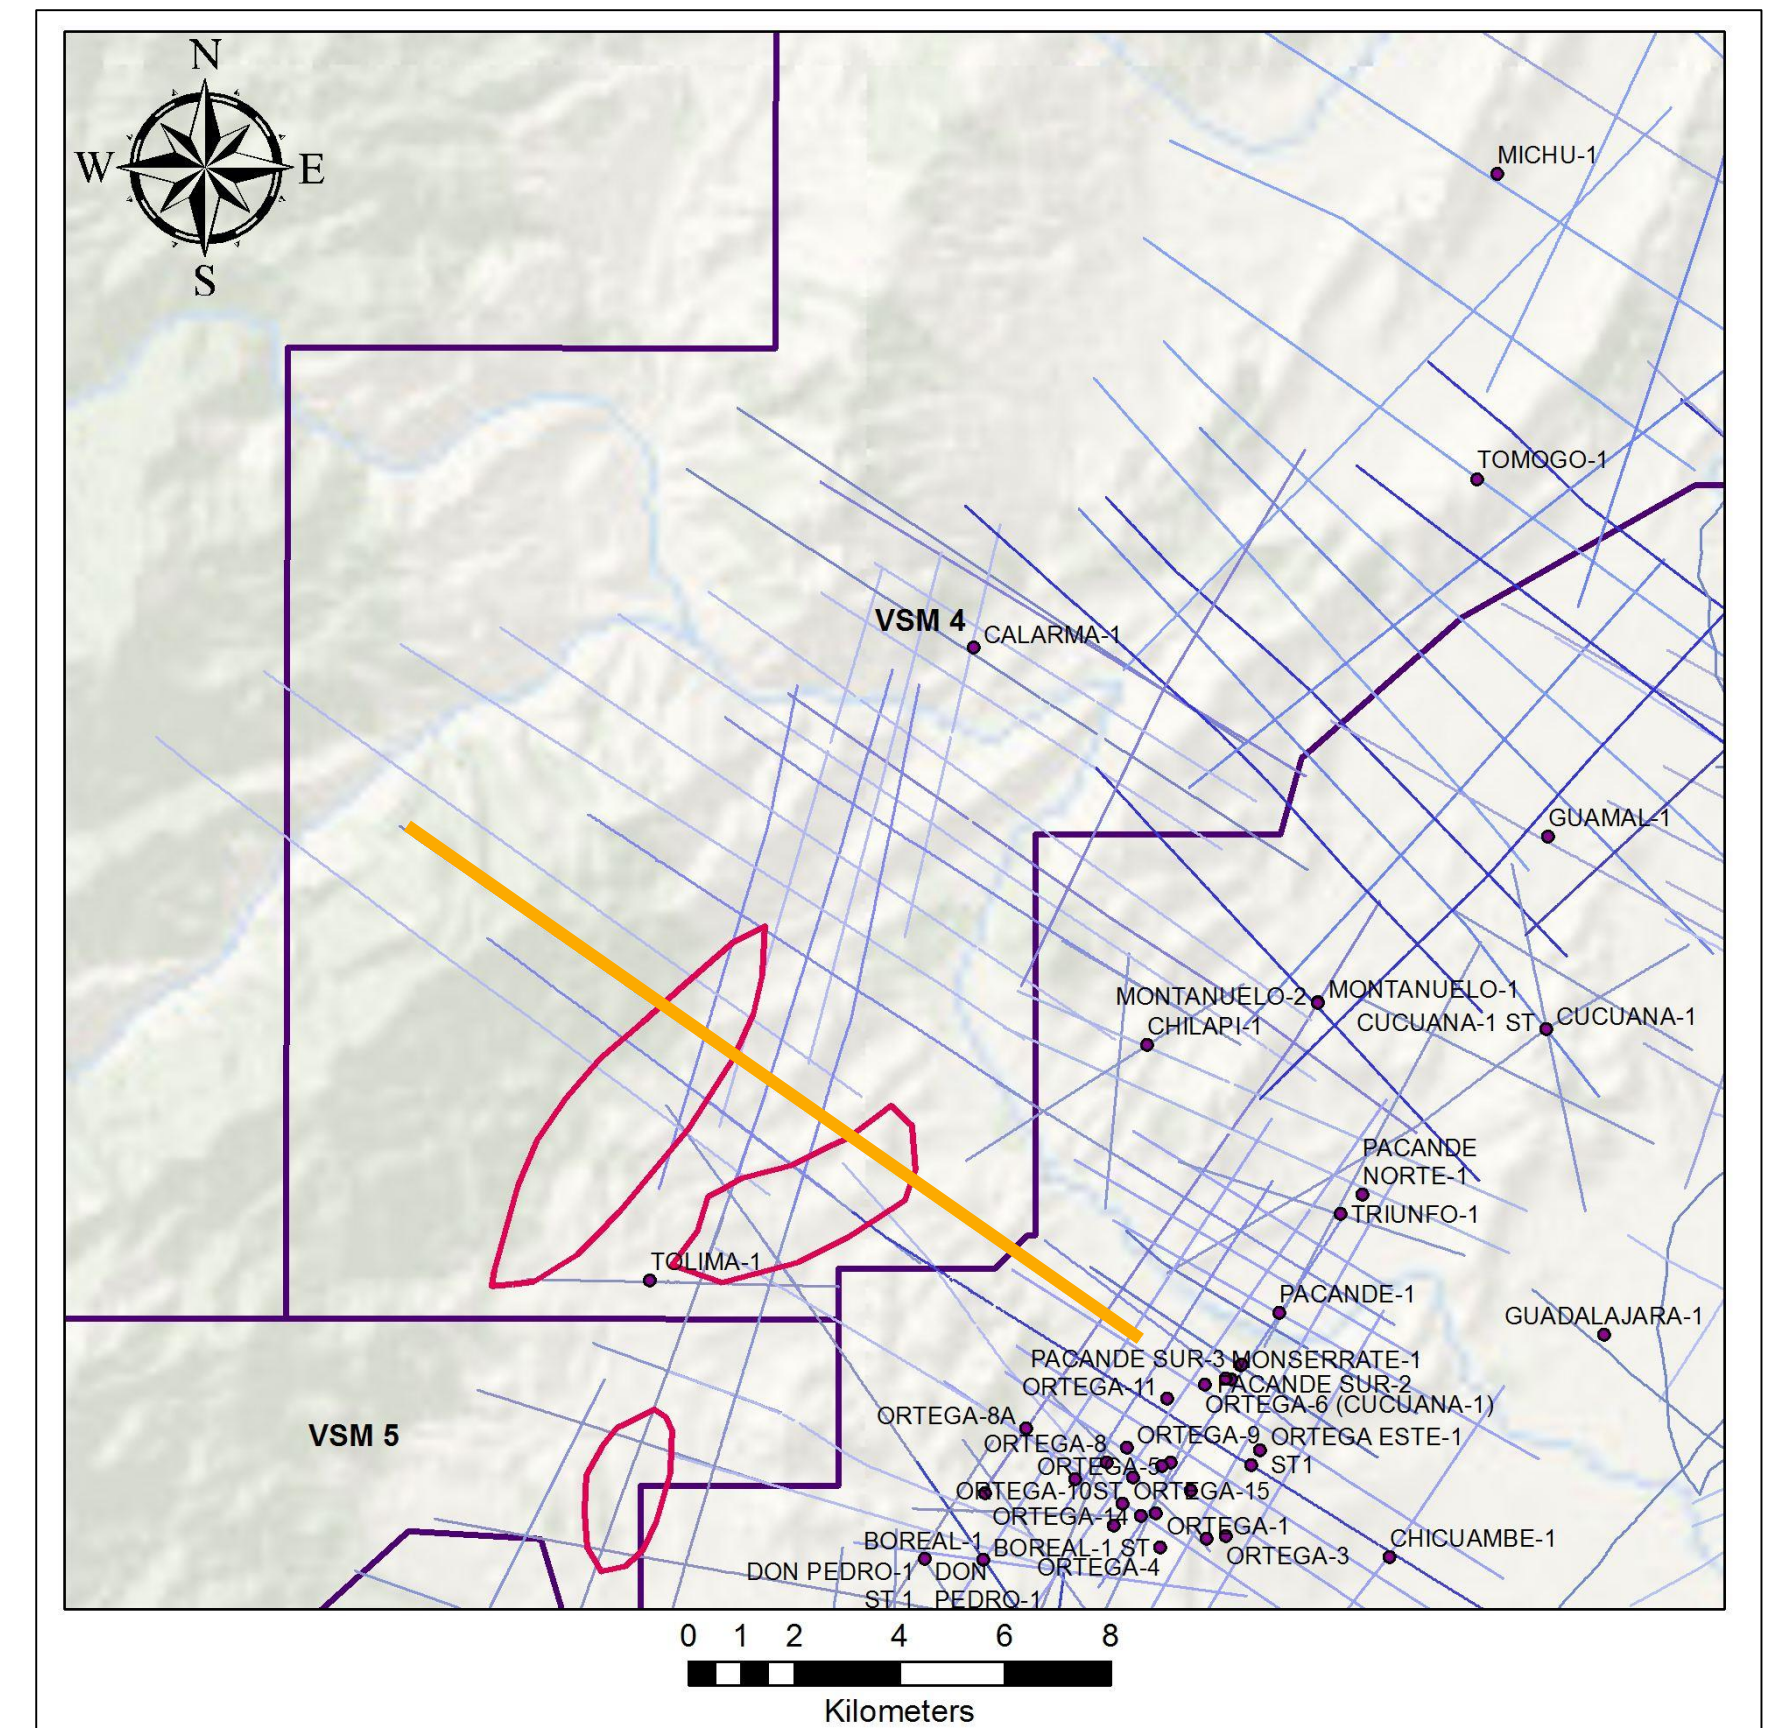 N
W
E
S
MICHU-1
TOMOGO-1
VSM 4
CALARMA-1
GUAMAL-1
MONTANUELO-2
MONTANUELO-1
CHILAPI-1
CUCUANA-1 ST
CUCUANA-1
PACANDE
NORTE-1
TRIUNFO-1
TOLIMA-1
PACANDE-1
GUADALAJARA-1
PACANDE SUR-3
MONSERRATE-1
ORTEGA-11
PACANDE SUR-2
ORTEGA-6 (CUCUANA-1)
ORTEGA-8A
VSM 5
ORTEGA-8
ORTEGA-9
ORTEGA ESTE-1
ORTEGA-5
ST1
ORTEGA-10ST
ORTEGA-15
ORTEGA-14
ORTEGA-1
BOREAL-1
BOREAL-1 ST
CHICUAMBE-1
ORTEGA-3
DON PEDRO-1
ST 1
DON
PEDRO-1
ORTEGA-4
0 1 2 4 6 8
Kilometers